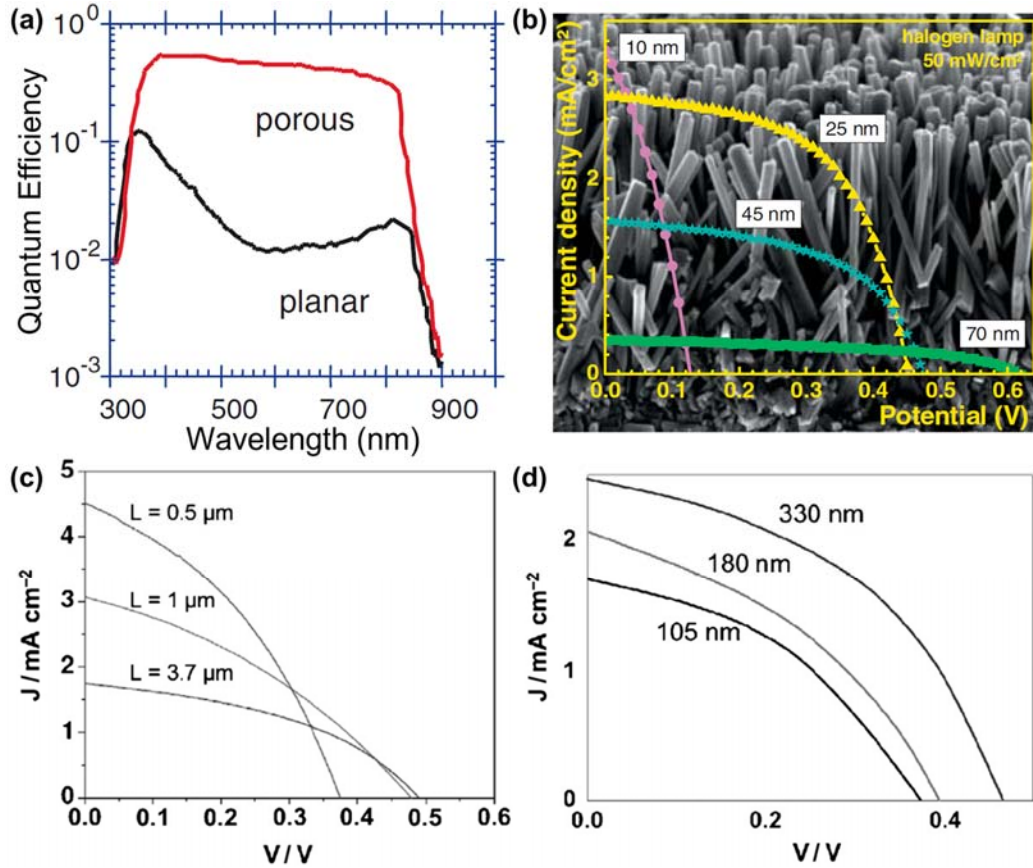 (a)
10⁰
10⁻¹
10⁻²
10⁻³
Quantum Efficiency
porous
planar
300 500 700 900
Wavelength (nm)
(b)
halogen lamp
50 mW/cm²
10 nm
25 nm
45 nm
70 nm
Current density (mA/cm²)
3
2
1
0
0.0 0.1 0.2 0.3 0.4 0.5 0.6
Potential (V)
(c)
5
4
3
2
1
0
J / mA cm⁻²
L = 0.5 µm
L = 1 µm
L = 3.7 µm
0.0 0.1 0.2 0.3 0.4 0.5 0.6
V / V
(d)
2
1
0
J / mA cm⁻²
330 nm
180 nm
105 nm
0.0 0.2 0.4
V / V